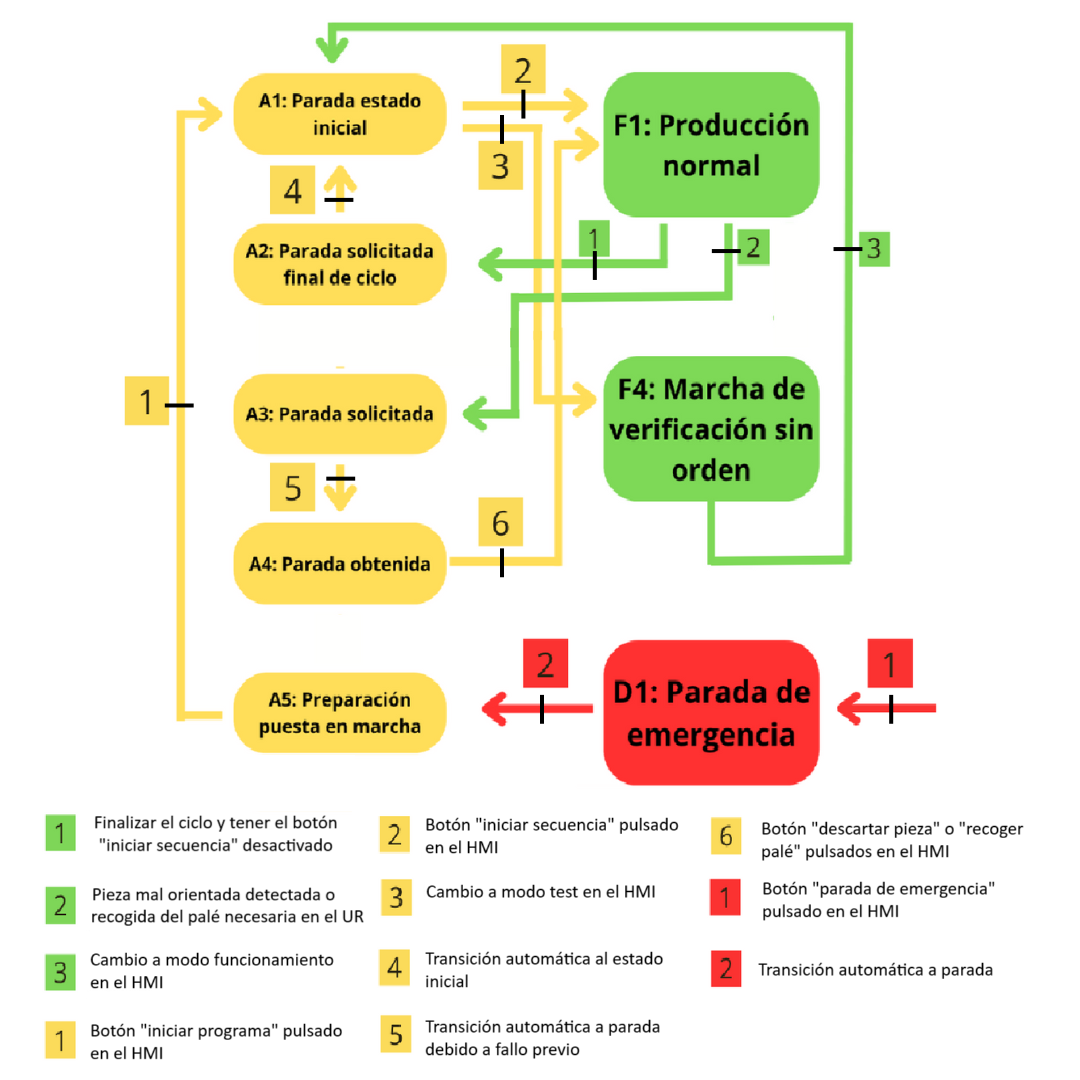 2
A1: Parada estado
inicial
F1: Producción
normal
3
4
A2: Parada solicitada
final de ciclo
1
2
3
1
A3: Parada solicitada
F4: Marcha de
verificación sin
orden
5
6
A4: Parada obtenida
2
1
A5: Preparación
puesta en marcha
D1: Parada de
emergencia
1
Finalizar el ciclo y tener el botón
"iniciar secuencia" desactivado
2
Pieza mal orientada detectada o
recogida del palé necesaria en el UR
3
Cambio a modo funcionamiento
en el HMI
1
Botón "iniciar programa" pulsado
en el HMI
2
Botón "iniciar secuencia" pulsado
en el HMI
3
Cambio a modo test en el HMI
4
Transición automática al estado
inicial
5
Transición automática a parada
debido a fallo previo
6
Botón "descartar pieza" o "recoger
palé" pulsados en el HMI
1
Botón "parada de emergencia"
pulsado en el HMI
2
Transición automática a parada